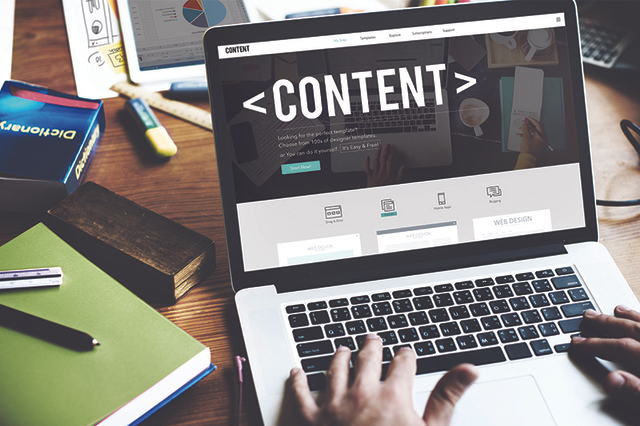 CONTENT
My Sites Templates Explore Subscriptions Support
<CONTENT>
Looking for the perfect template?
Choose from 100s of designer templates,
or You can do it yourself. It's Easy & Free!
Start Now!
Drag & Drop
Mobile Apps
Blogging
WEB DESIGN
WEB DESIGN
WEB DESIGN
Dictionary
Dictionary